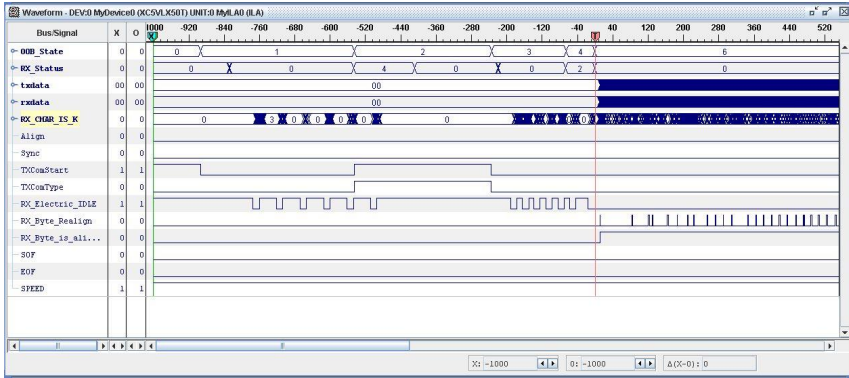 Waveform - DEV:0 MyDevice0 (XC5VLX50T) UNIT:0 MyILA0 (ILA)
Bus/Signal X O -1000 -920 -840 -760 -680 -600 -520 -440 -360 -280 -200 -120 -40 40 120 200 280 360 440 520
OOB_State 0 0 0 1 2 3 4 6
RX_Status 0 0 0 0 4 0 0 2 0
txdata 00 00 00
rxdata 00 00 00
RX_CHAR_IS_K 0 0 0 3 0 0 0 0 0 0
Align 0 0
Sync 0 0
TXComStart 1 1
TXComType 0 0
RX_Electric_IDLE 1 1
RX_Byte_Realign 0 0
RX_Byte_is_ali... 0 0
SOF 0 0
EOF 0 0
SPEED 1 1
X: -1000 O: -1000 Δ(X-O): 0